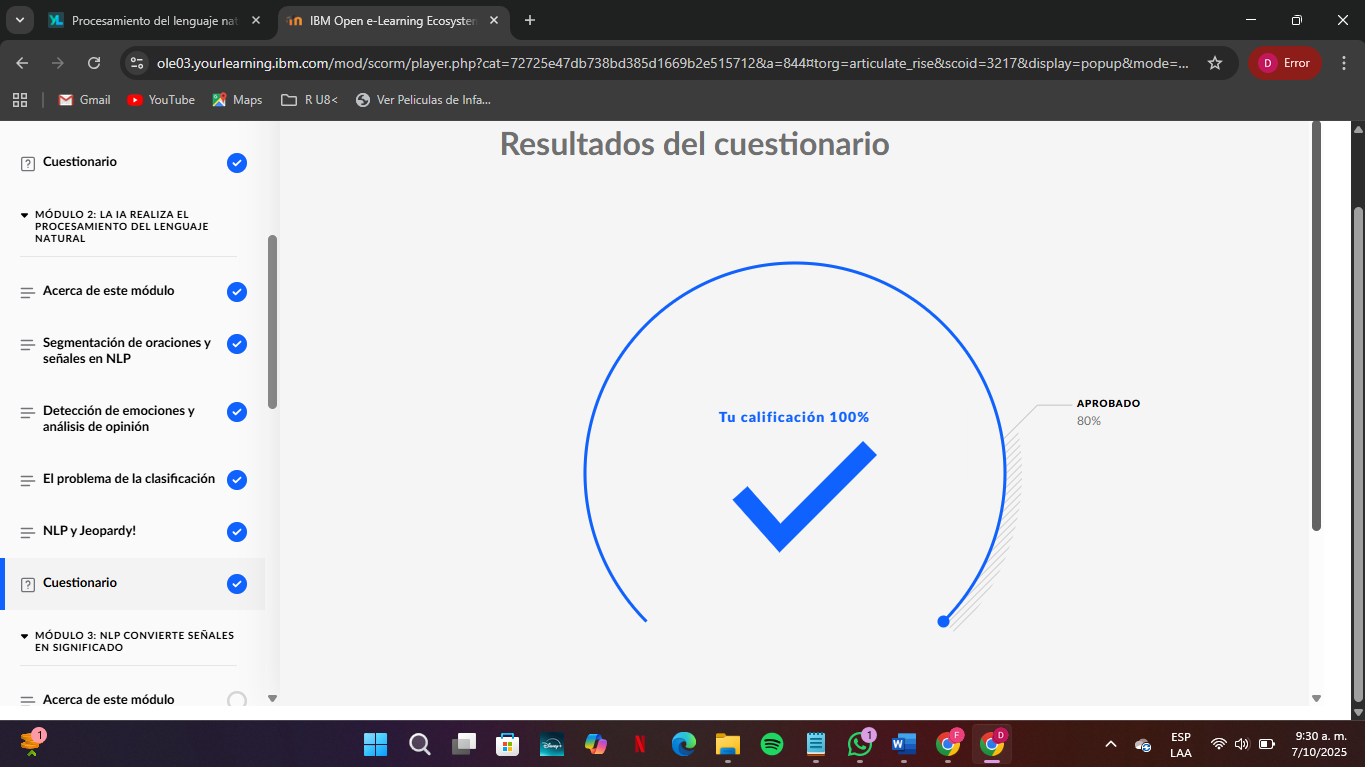 Procesamiento del lenguaje nat
IBM Open e-Learning Ecosystem
ole03.yourlearning.ibm.com/mod/scorm/player.php?cat=72725e47db738bd385d1669b2e515712&a=844¤torg=articulate_rise&scoid=3217&display=popup&mode=...
D
Error
Gmail
YouTube
Maps
R U8<
Ver Peliculas de Infa...
Resultados del cuestionario
Cuestionario
MÓDULO 2: LA IA REALIZA EL
PROCESAMIENTO DEL LENGUAJE
NATURAL
Acerca de este módulo
Segmentación de oraciones y
señales en NLP
Detección de emociones y
análisis de opinión
El problema de la clasificación
NLP y Jeopardy!
Cuestionario
MÓDULO 3: NLP CONVIERTE SEÑALES
EN SIGNIFICADO
Acerca de este módulo
Tu calificación 100%
APROBADO
80%
1
Disney+
N
1
W
F
D
ESP
LAA
9:30 a. m.
7/10/2025